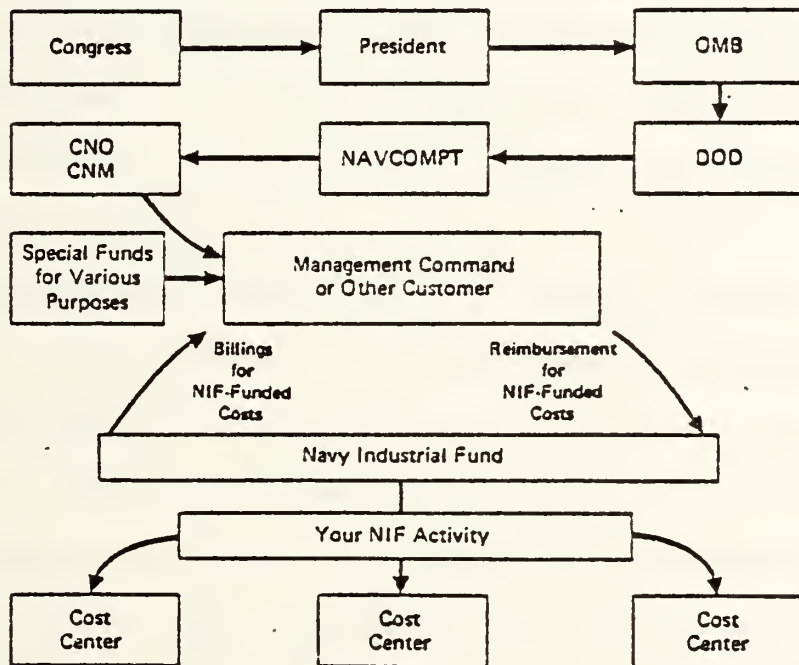 Congress
President
OMB
CNO
CNM
NAVCOMPT
DOD
Special Funds
for Various
Purposes
Management Command
or Other Customer
Billings
for
NIF-Funded
Costs
Reimbursement
for
NIF-Funded
Costs
Navy Industrial Fund
Your NIF Activity
Cost
Center
Cost
Center
Cost
Center